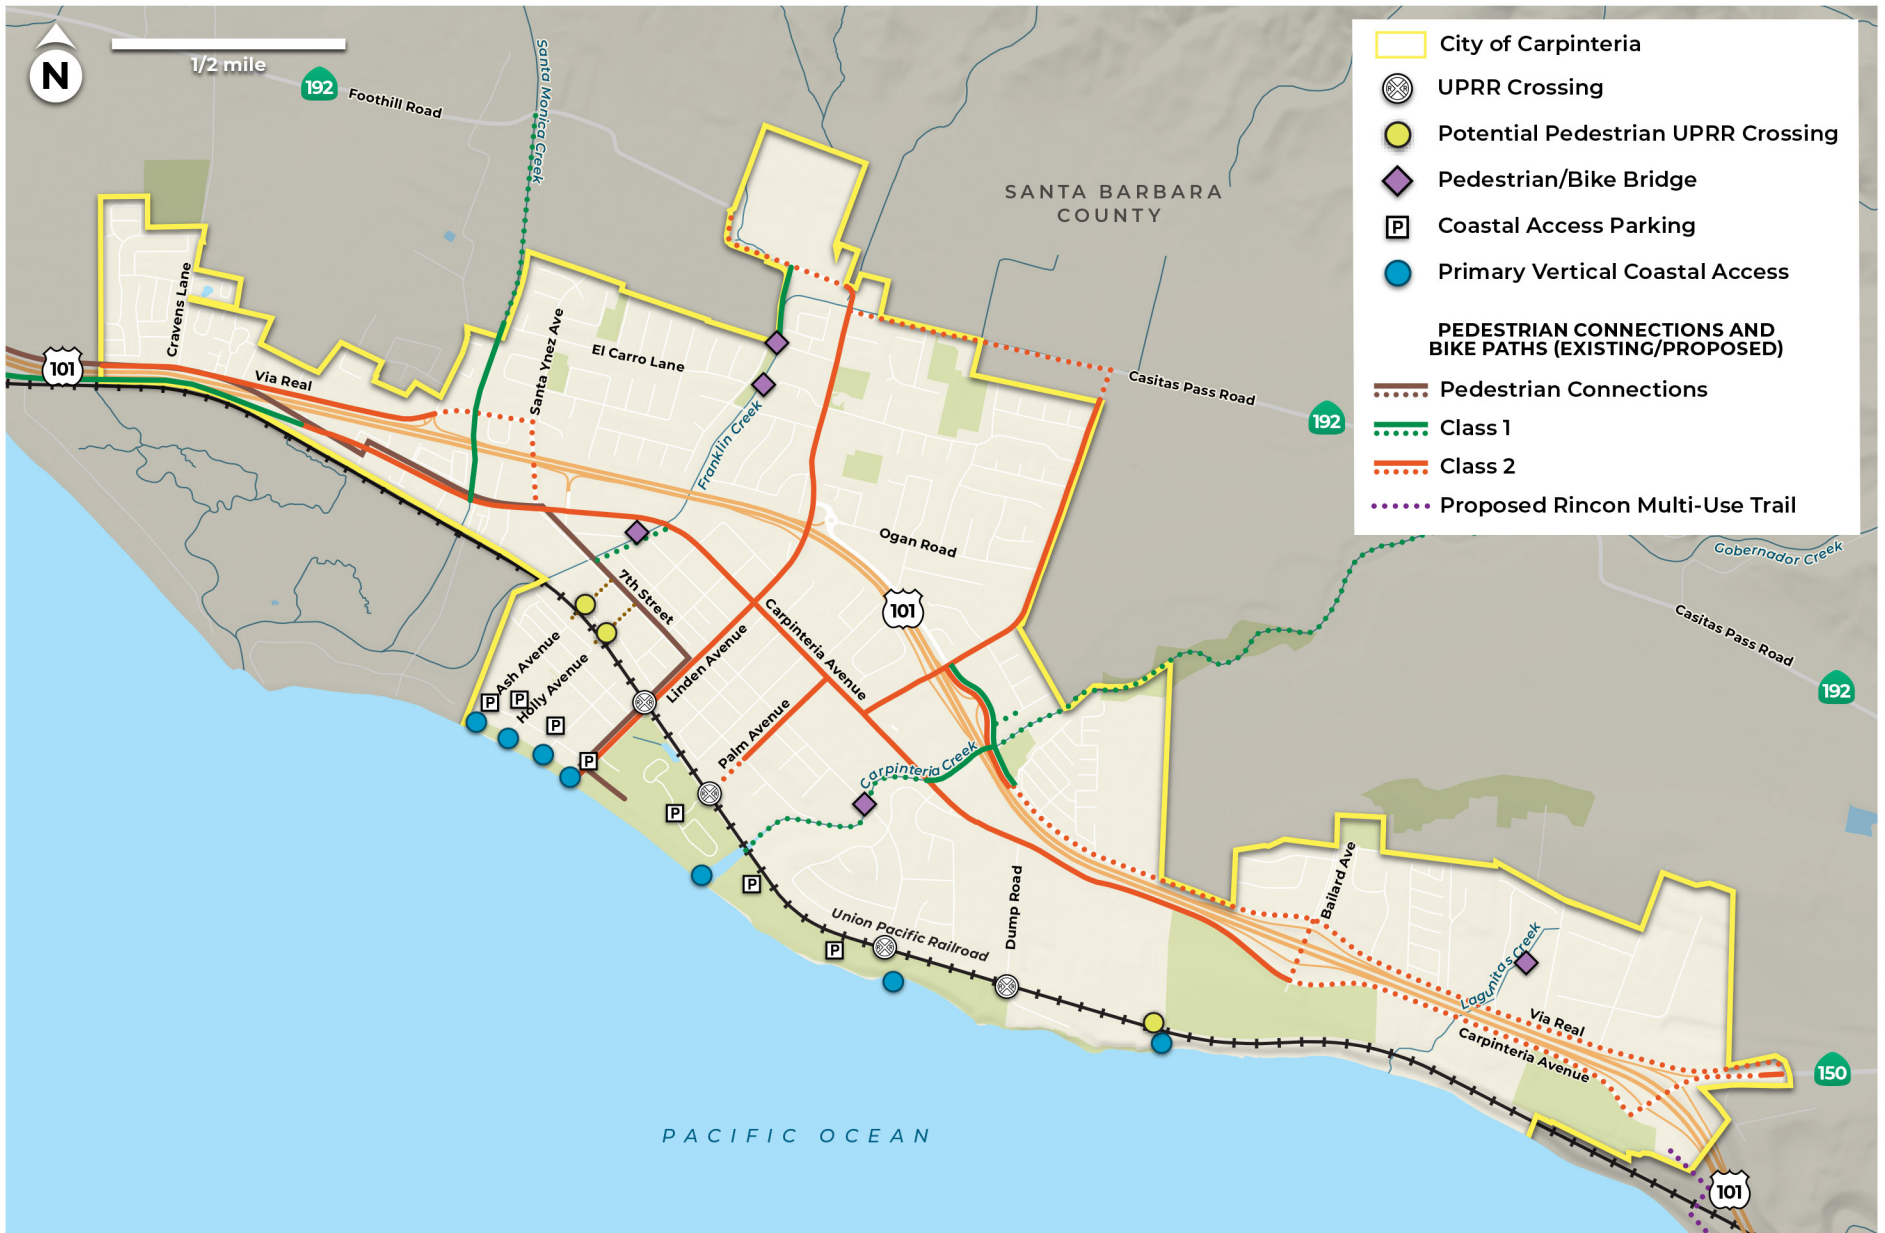 N
1/2 mile
192
Foothill Road
Santa Monica Creek
SANTA BARBARA
COUNTY
City of Carpinteria
UPRR Crossing
Potential Pedestrian UPRR Crossing
Pedestrian/Bike Bridge
P
Coastal Access Parking
Primary Vertical Coastal Access
PEDESTRIAN CONNECTIONS AND
BIKE PATHS (EXISTING/PROPOSED)
Pedestrian Connections
Class 1
Class 2
Proposed Rincon Multi-Use Trail
Cravens Lane
101
Via Real
Santa Ynez Ave
El Carro Lane
Franklin Creek
Casitas Pass Road
192
Ogan Road
Gobernador Creek
Casitas Pass Road
192
7th Street
101
Carpinteria Avenue
Linden Avenue
Ash Avenue
Holly Avenue
P
P
P
P
P
P
P
Palm Avenue
Carpinteria Creek
Union Pacific Railroad
Dump Road
Bailard Ave
Lagunitas Creek
Via Real
Carpinteria Avenue
150
101
PACIFIC OCEAN